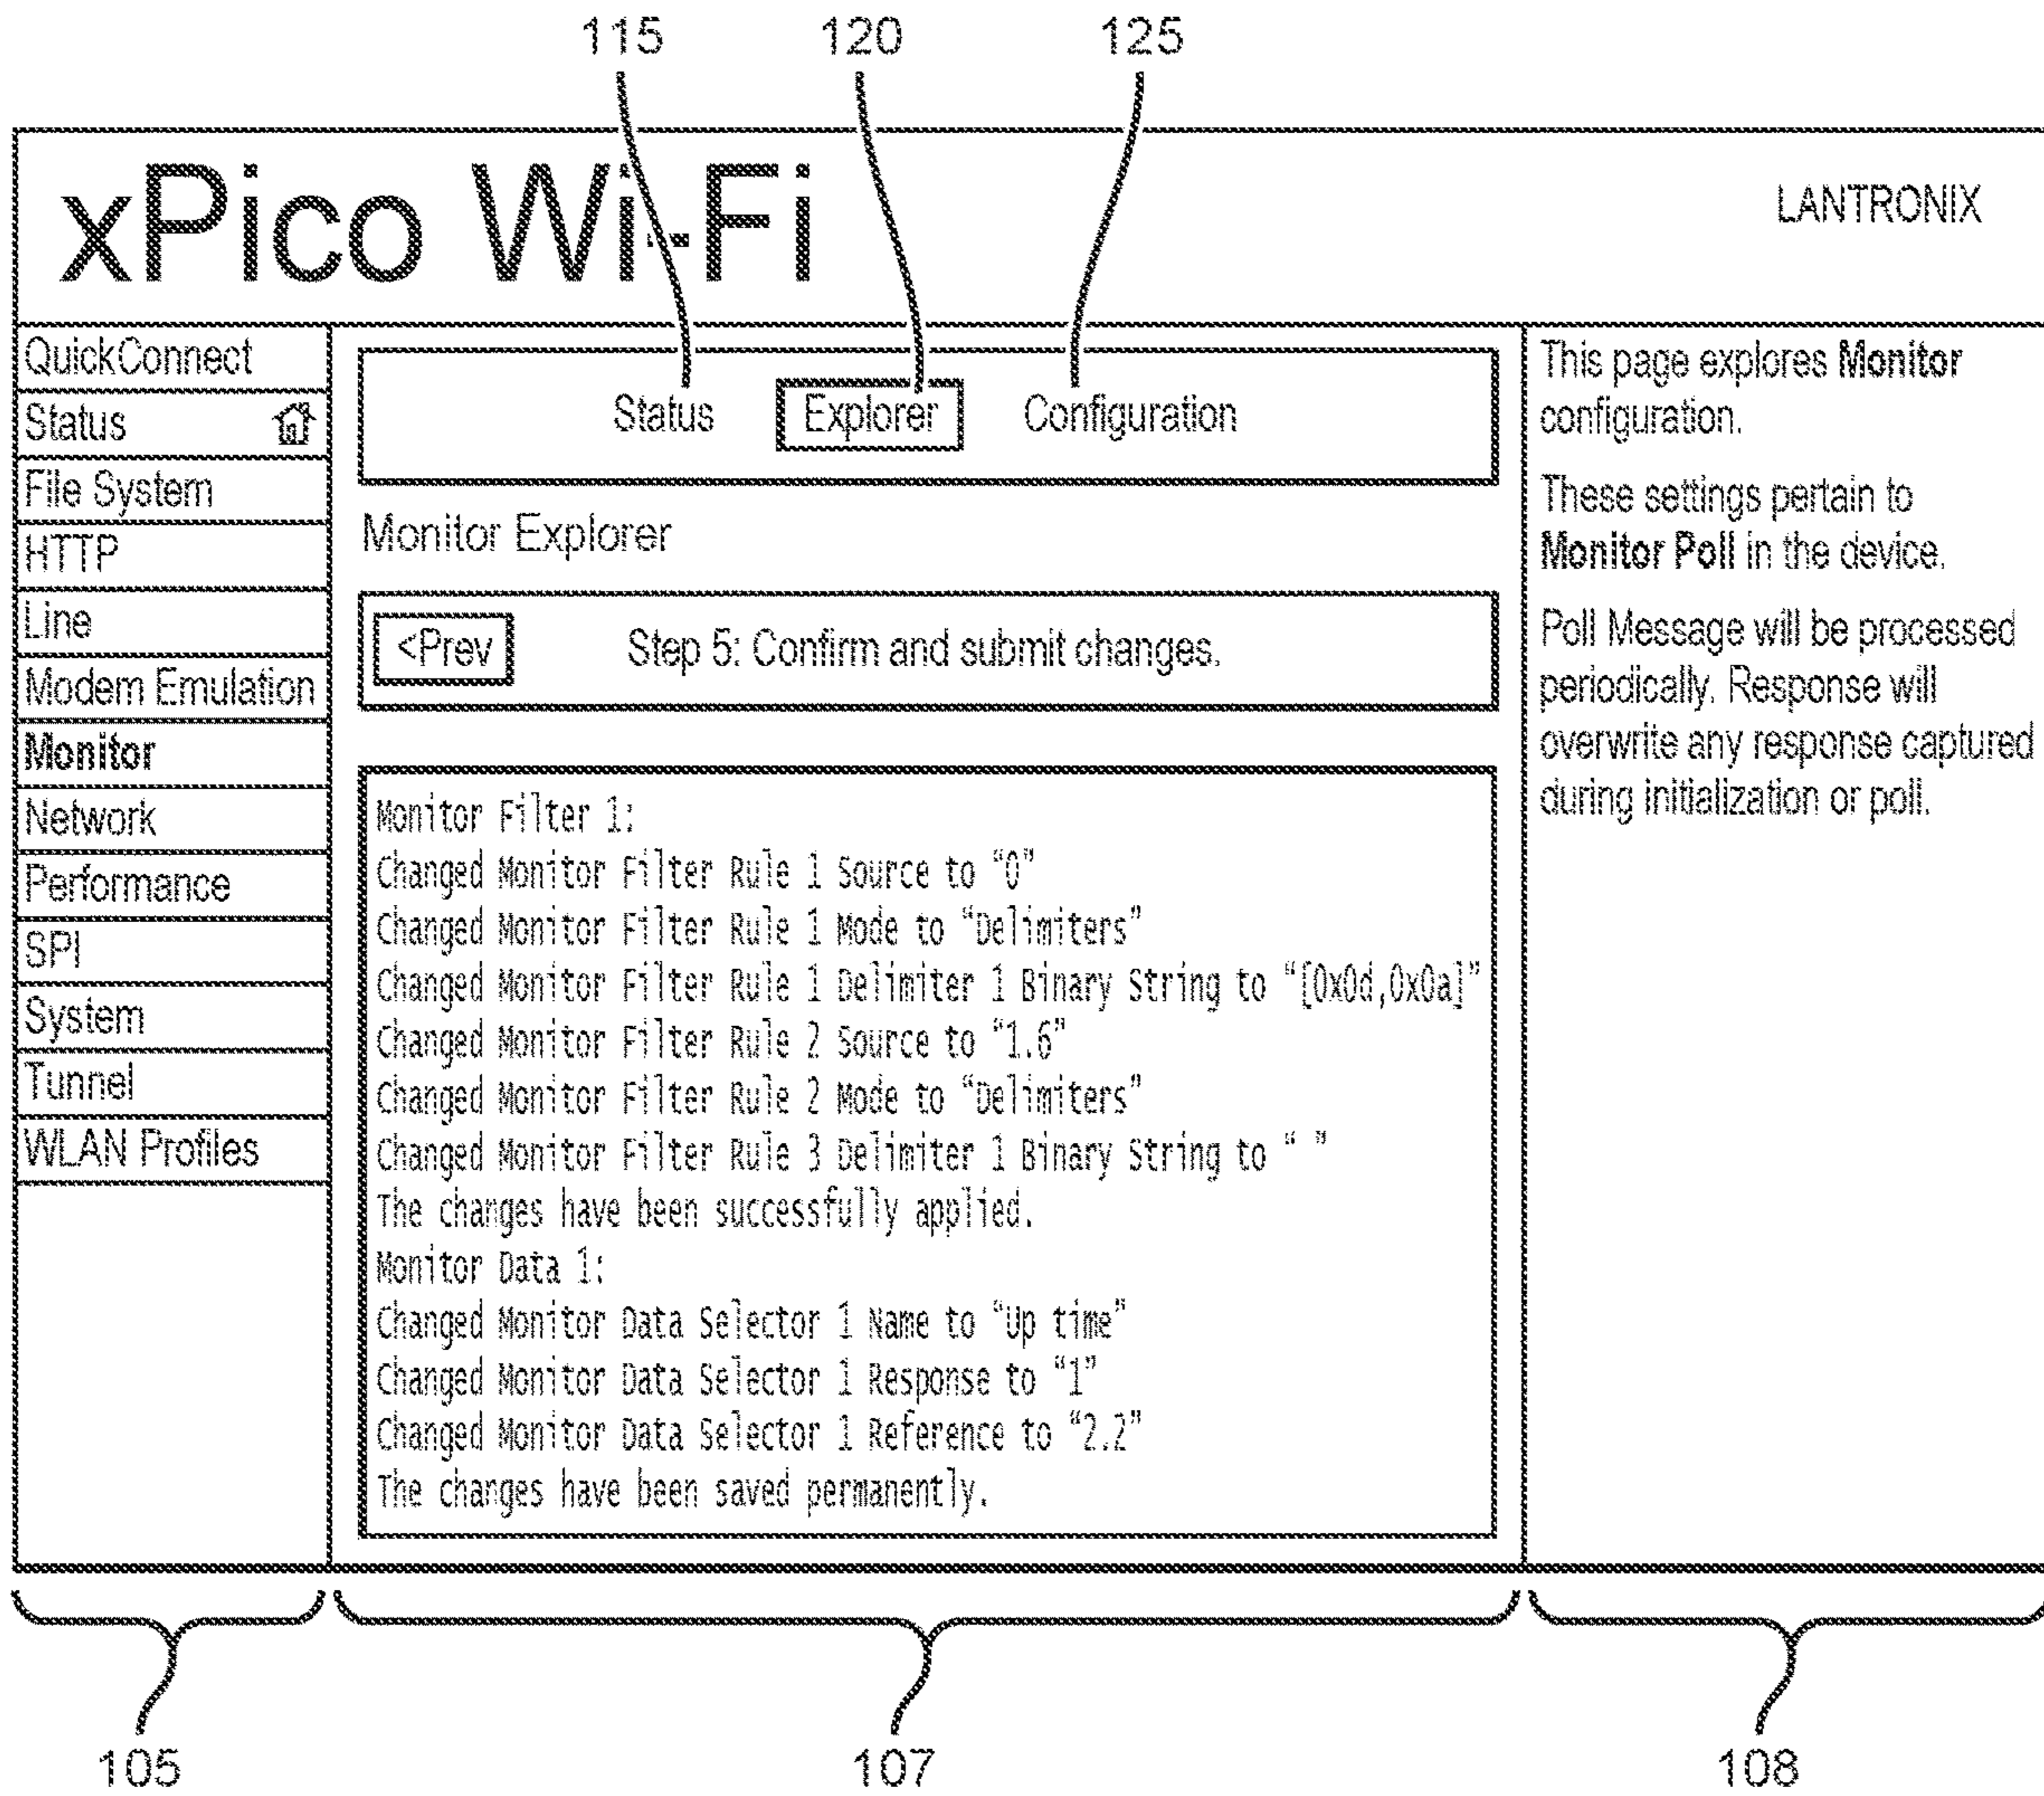 115 120 125
xPico Wi-Fi
LANTRONIX
QuickConnect
Status
File System
HTTP
Line
Modem Emulation
Monitor
Network
Performance
SPI
System
Tunnel
WLAN Profiles
Status Explorer Configuration
Monitor Explorer
<Prev Step 5: Confirm and submit changes.
Monitor Filter 1:
Changed Monitor Filter Rule 1 Source to “0”
Changed Monitor Filter Rule 1 Mode to “Delimiters”
Changed Monitor Filter Rule 1 Delimiter 1 Binary String to “[0x0d,0x0a]”
Changed Monitor Filter Rule 2 Source to “1.6”
Changed Monitor Filter Rule 2 Mode to “Delimiters”
Changed Monitor Filter Rule 3 Delimiter 1 Binary String to “ ”
The changes have been successfully applied.
Monitor Data 1:
Changed Monitor Data Selector 1 Name to “Up time”
Changed Monitor Data Selector 1 Response to “1”
Changed Monitor Data Selector 1 Reference to “2.2”
The changes have been saved permanently.
This page explores Monitor
configuration.
These settings pertain to
Monitor Poll in the device.
Poll Message will be processed
periodically. Response will
overwrite any response captured
during initialization or poll.
105 107 108